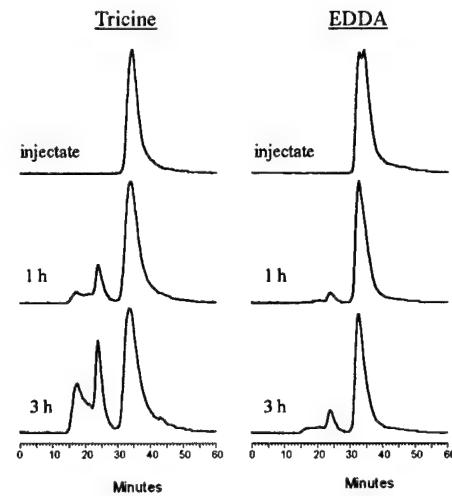 Tricine EDDA
injectate injectate
1 h 1 h
3 h 3 h
0 10 20 30 40 50 60 0 10 20 30 40 50 60
Minutes Minutes